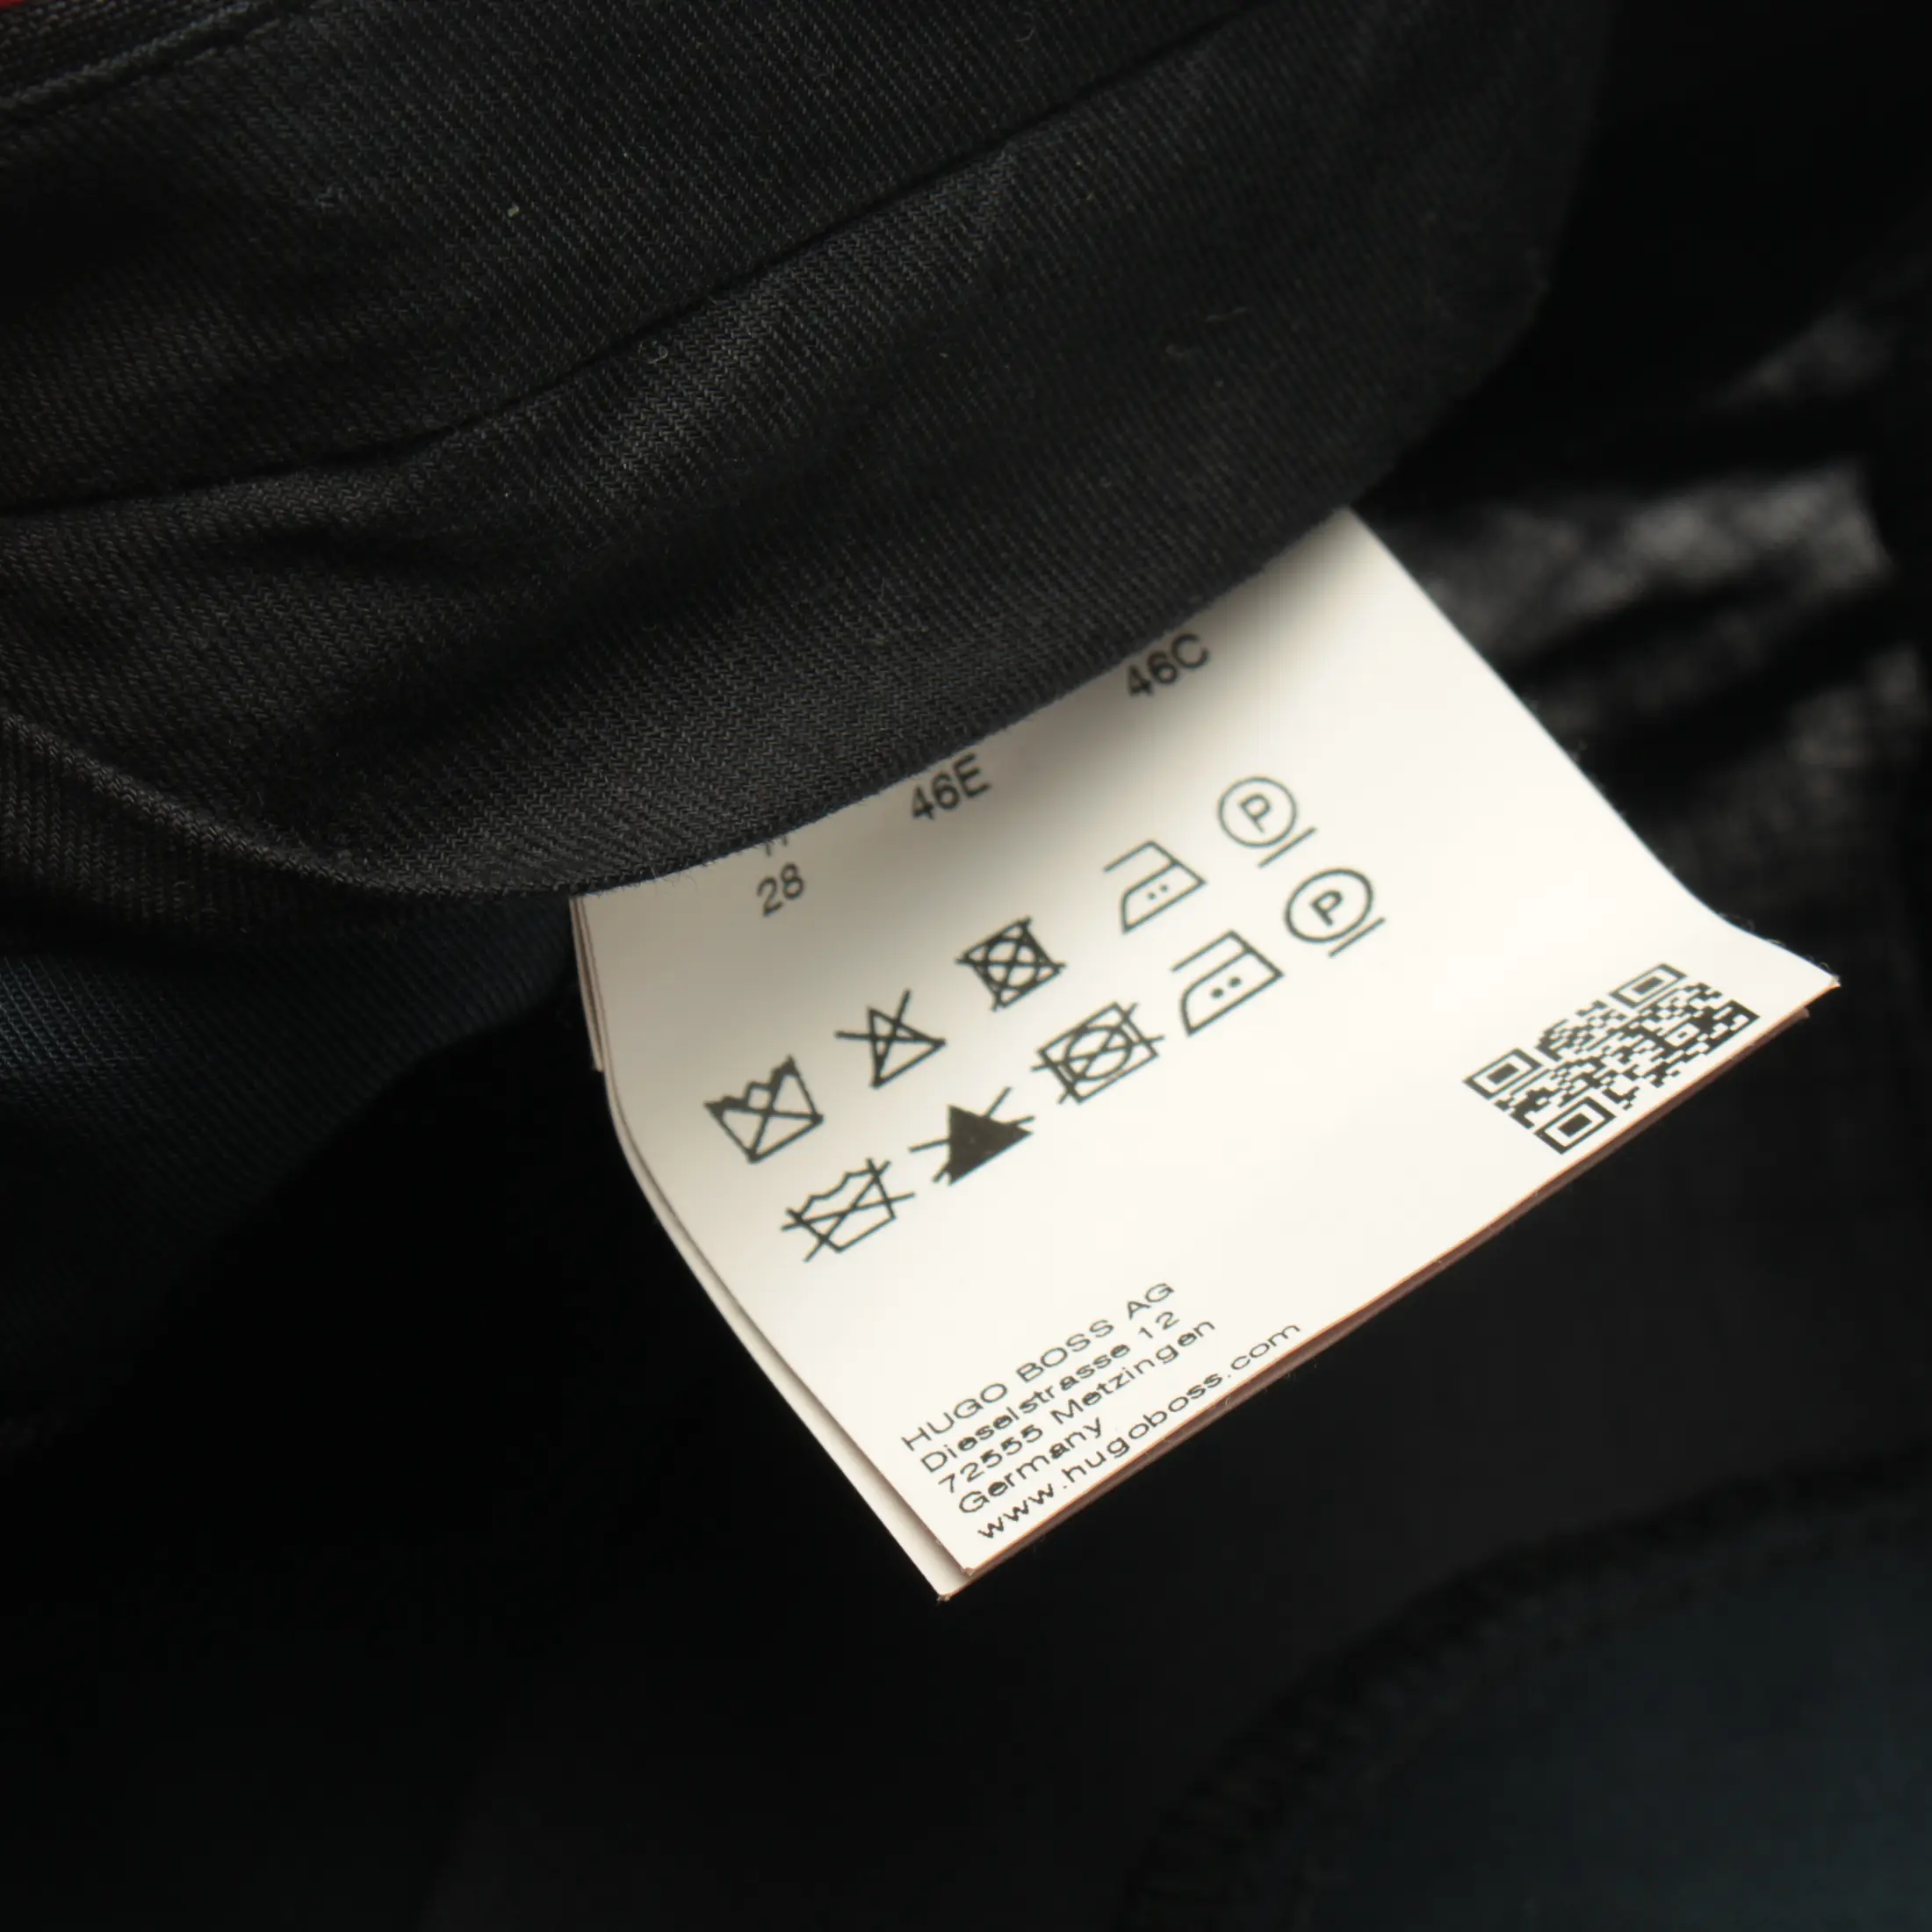 46C
46E
28
P
P
HUGO BOSS AG
Dieselstrasse 12
72555 Metzingen
Germany
www.hugoboss.com